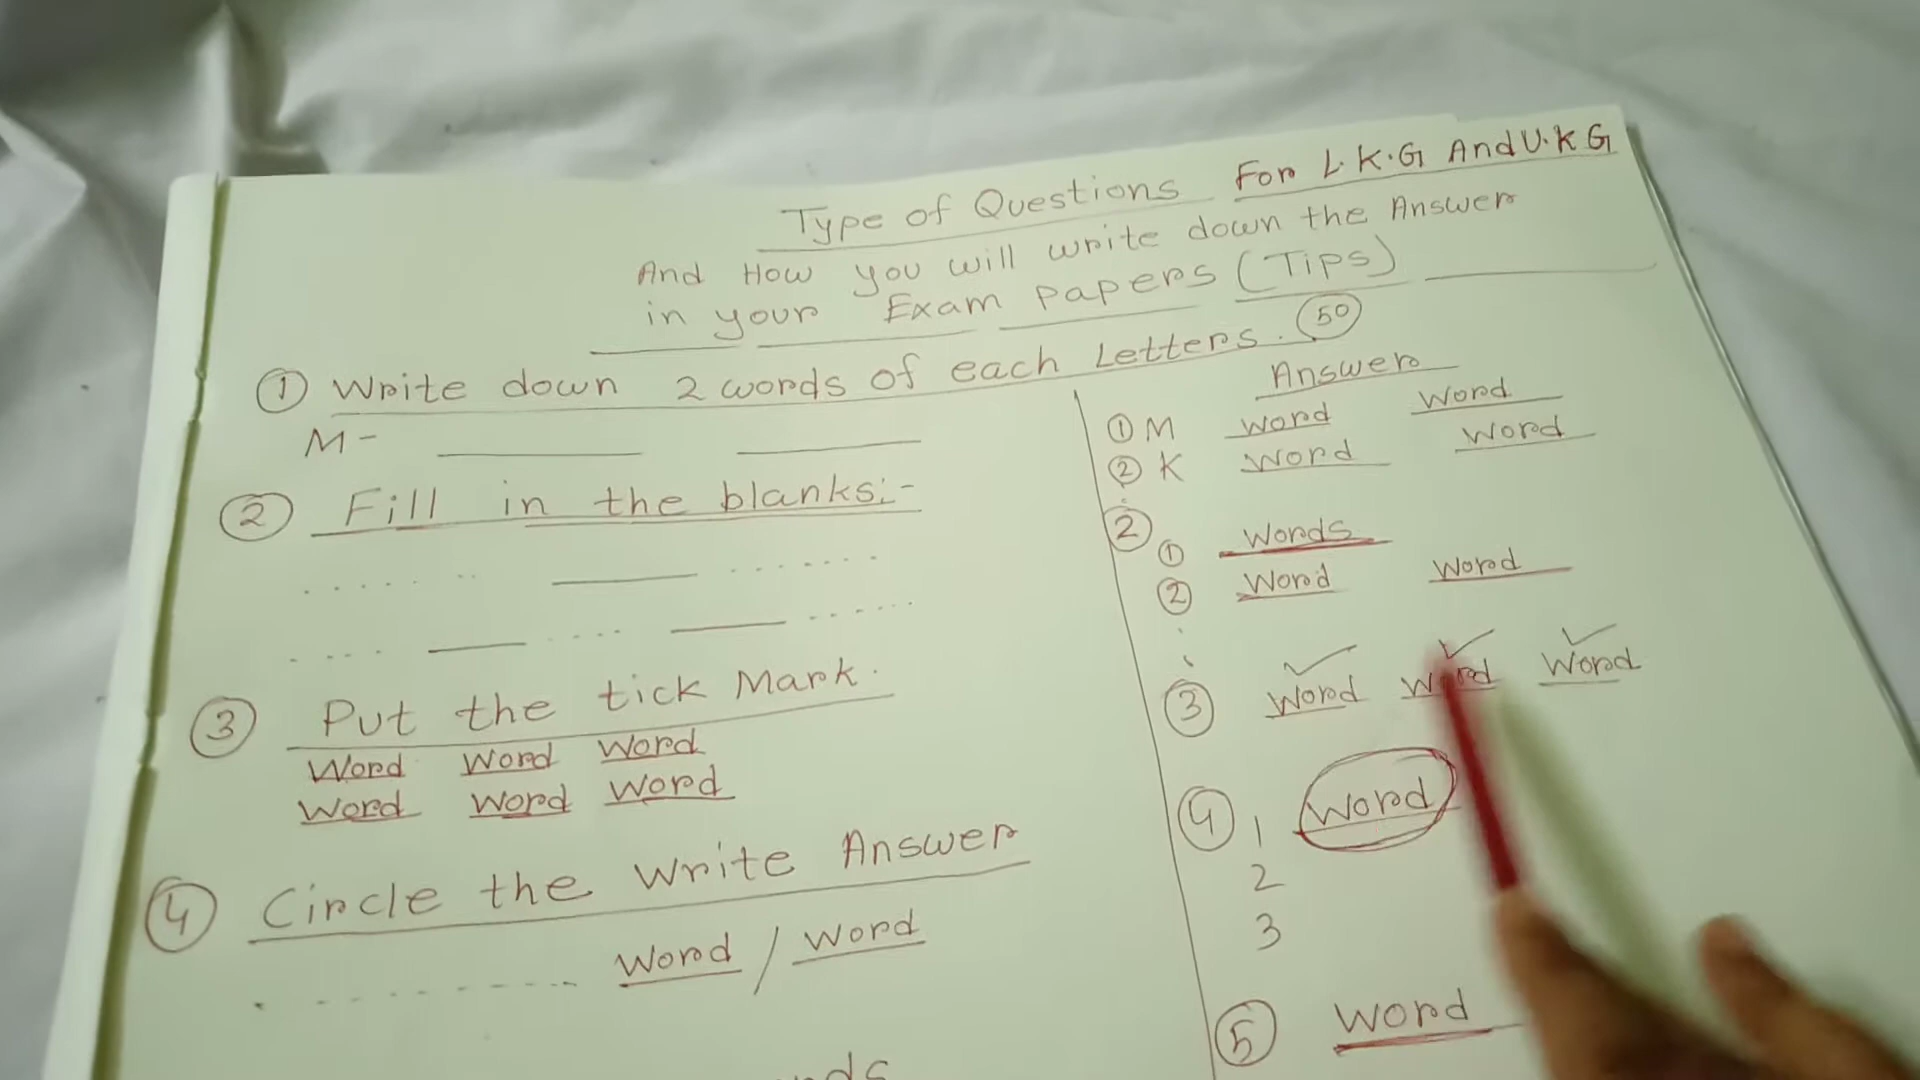 Type of Questions For L.K.G And U.K G
And How you will write down the Answer
in your Exam papers (Tips)
① Write down 2 words of each Letters. 50
M -
② Fill in the blanks:-
③ Put the tick Mark.
Word Word Word
Word Word Word
④ Circle the Write Answer
Word / Word
Answer
① M Word Word
② K Word Word
②
① Words
② Word Word
③ Word Word Word
④ 1 Word
2
3
⑤ Word